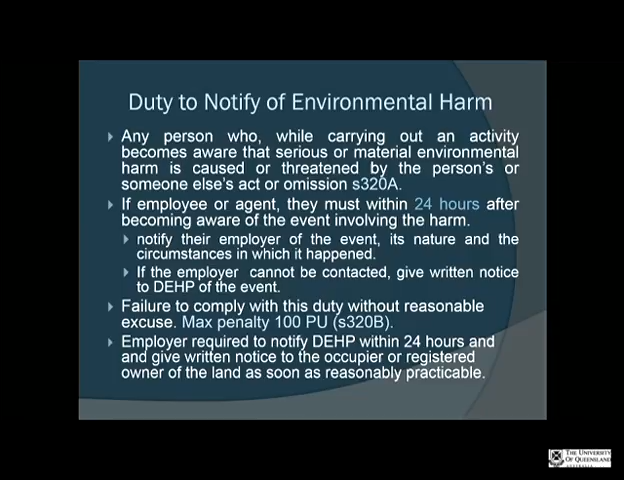 Duty to Notify of Environmental Harm
Any person who, while carrying out an activity
becomes aware that serious or material environmental
harm is caused or threatened by the person's or
someone else's act or omission s320A.
If employee or agent, they must within 24 hours after
becoming aware of the event involving the harm.
notify their employer of the event, its nature and the
circumstances in which it happened.
If the employer cannot be contacted, give written notice
to DEHP of the event.
Failure to comply with this duty without reasonable
excuse. Max penalty 100 PU (s320B).
Employer required to notify DEHP within 24 hours and
and give written notice to the occupier or registered
owner of the land as soon as reasonably practicable.
THE UNIVERSITY
OF QUEENSLAND
AUSTRALIA